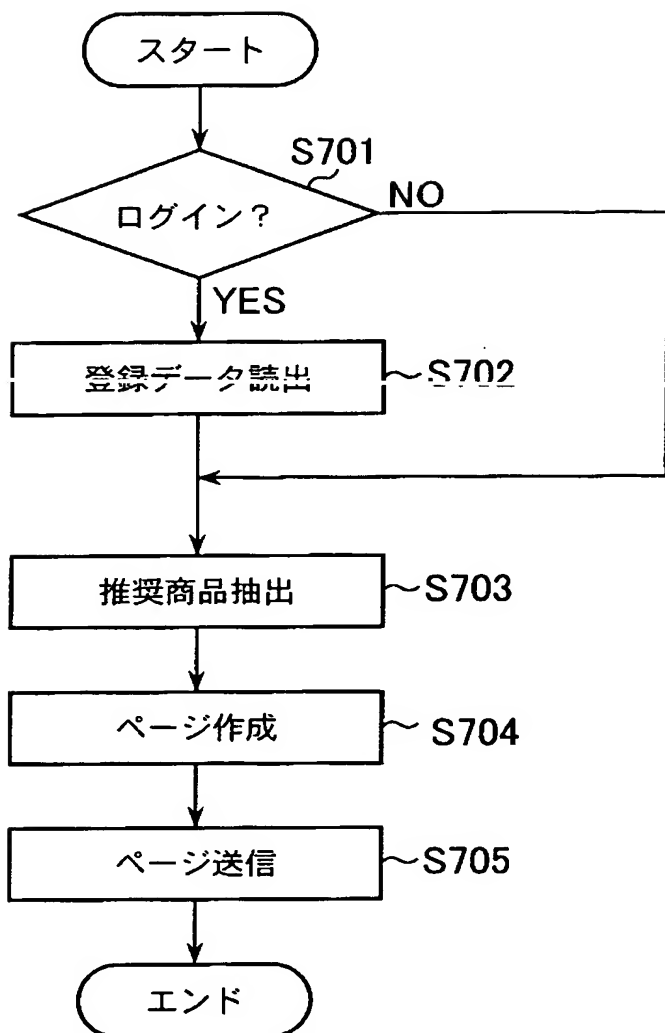 スタート
S701
ログイン?
NO
YES
登録データ読出
S702
推奨商品抽出
S703
ページ作成
S704
ページ送信
S705
エンド